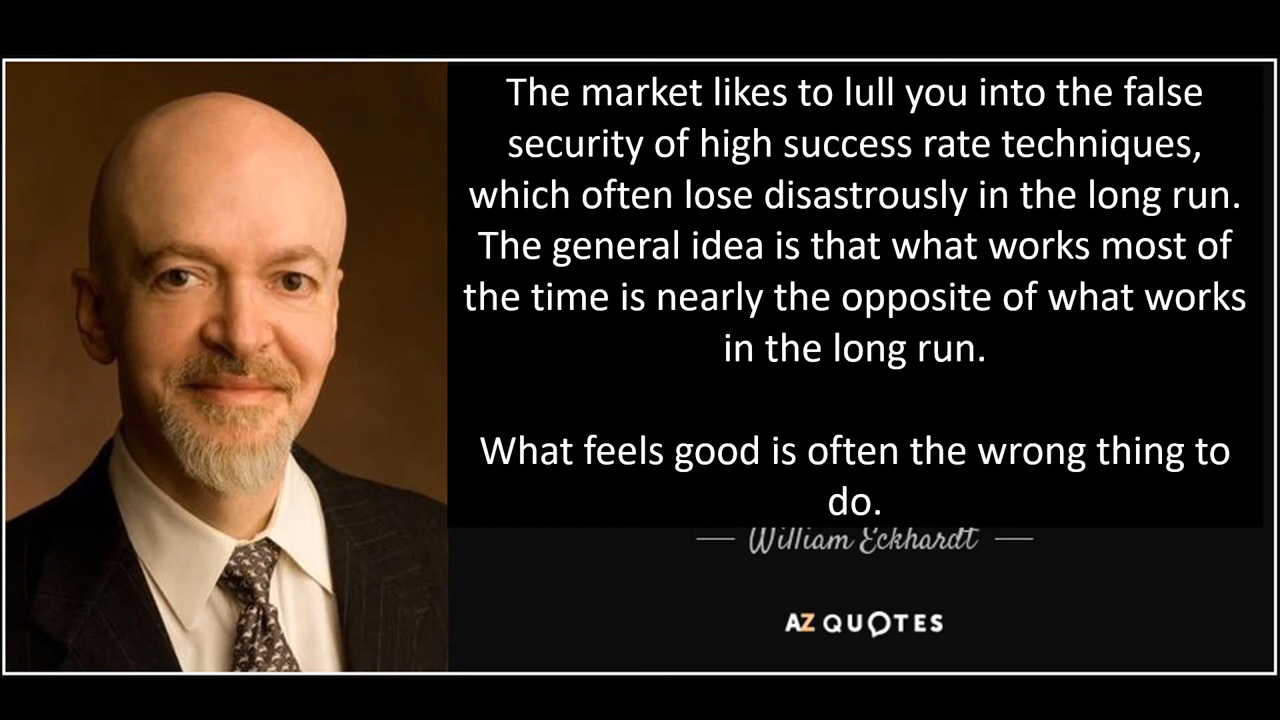 The market likes to lull you into the false
security of high success rate techniques,
which often lose disastrously in the long run.
The general idea is that what works most of
the time is nearly the opposite of what works
in the long run.
What feels good is often the wrong thing to
do.
William Eckhardt
AZ QUOTES